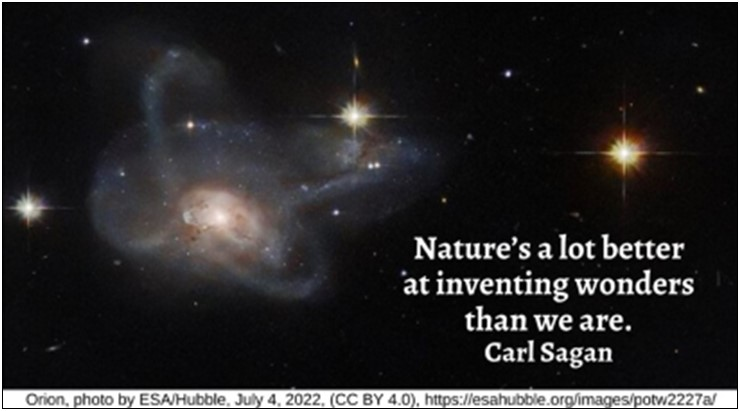 Nature’s a lot better
at inventing wonders
than we are.
Carl Sagan
Orion, photo by ESA/Hubble, July 4, 2022, (CC BY 4.0), https://esahubble.org/images/potw2227a/